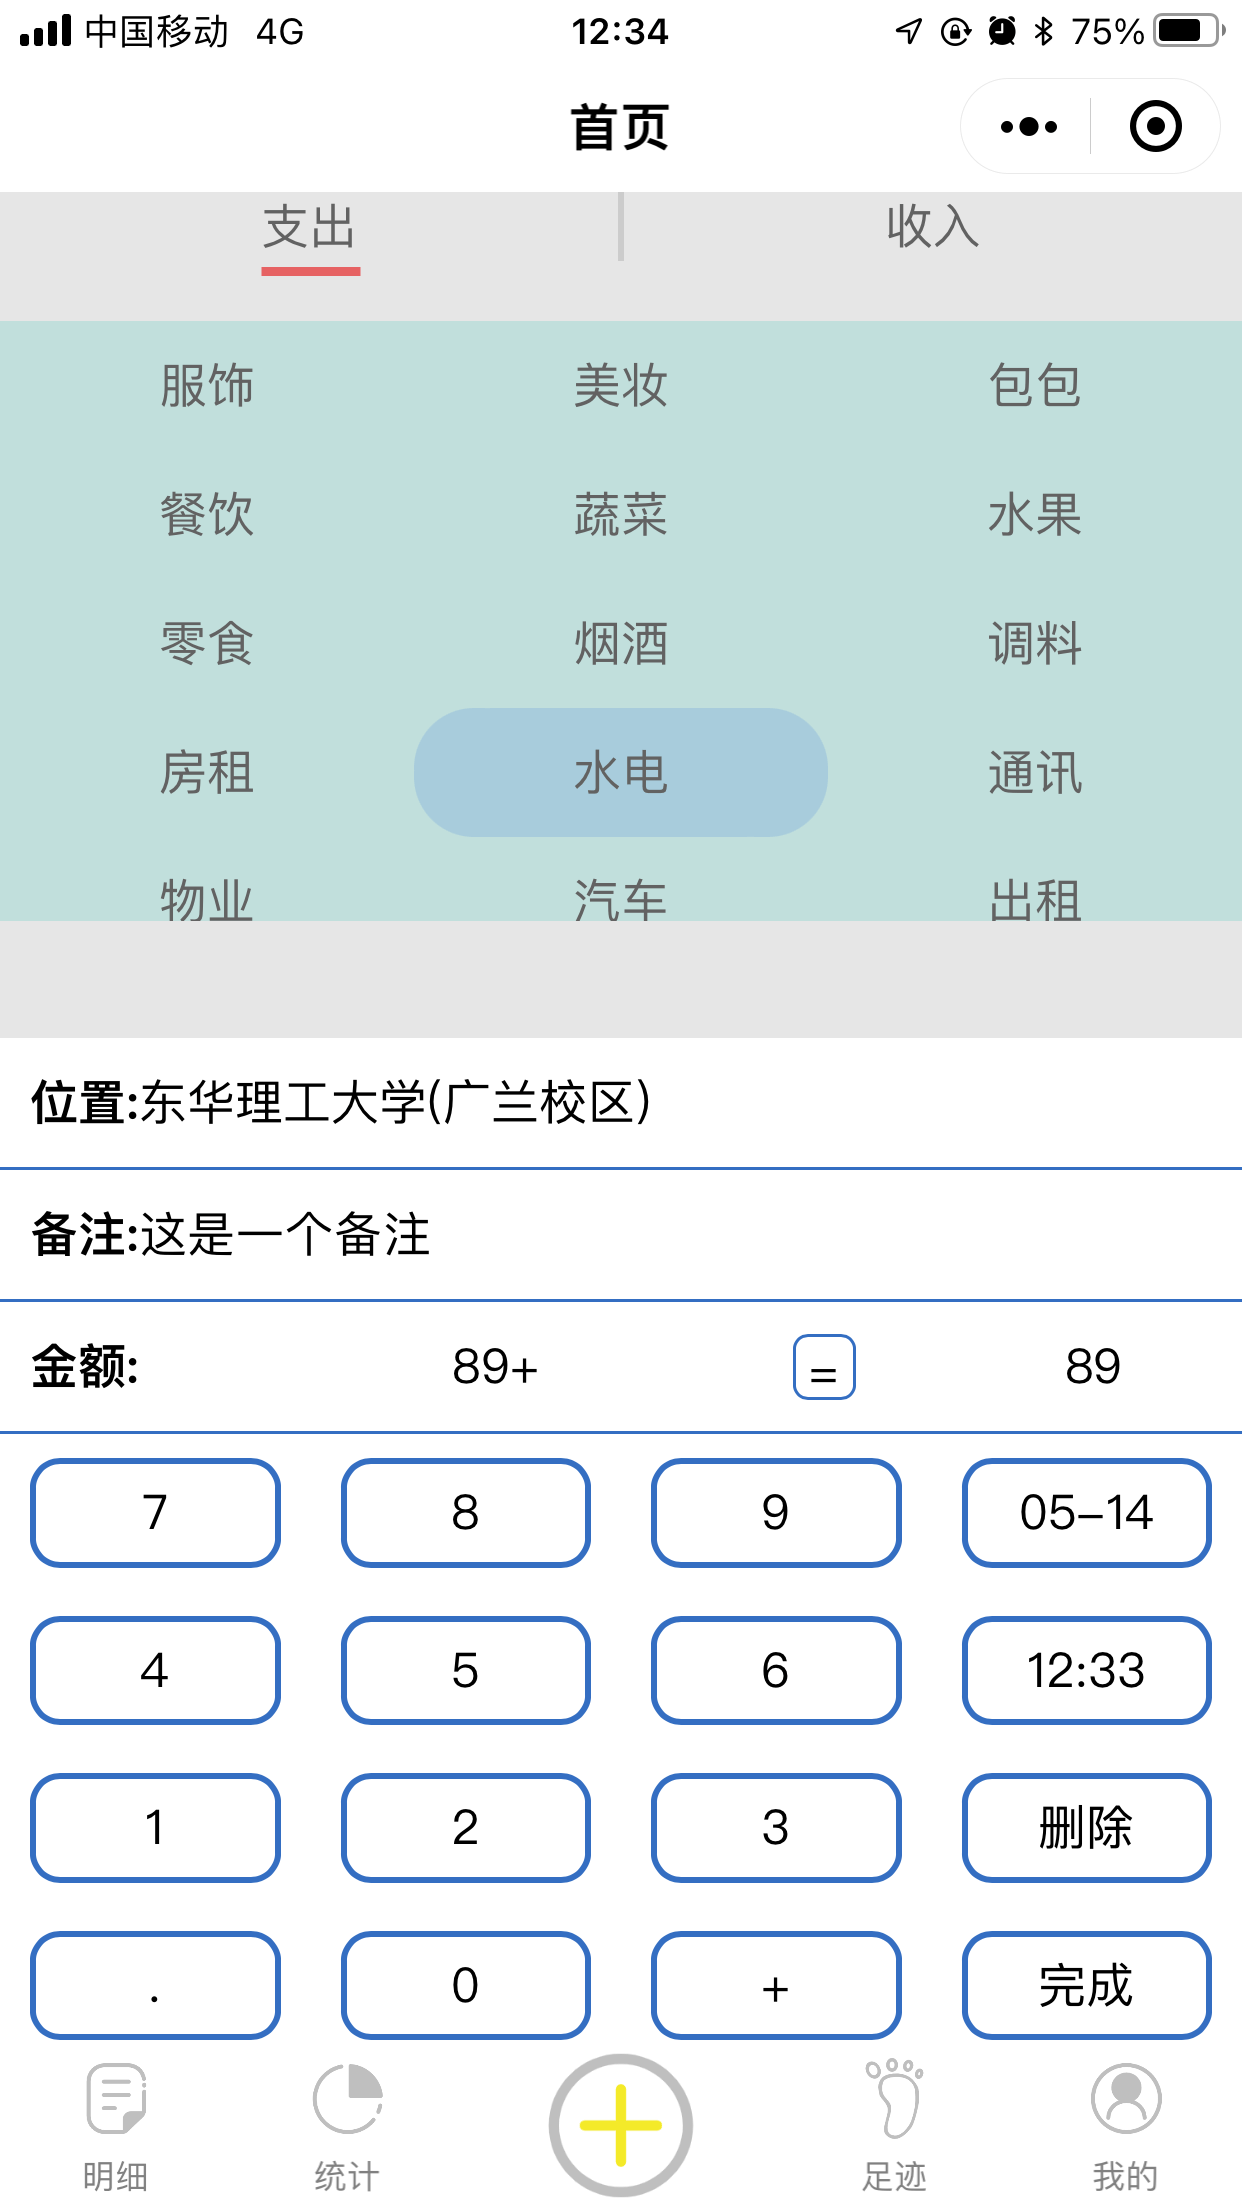 中国移动 4G 12:34 75%
首页
支出 收入
服饰 美妆 包包
餐饮 蔬菜 水果
零食 烟酒 调料
房租 水电 通讯
物业 汽车 出租
位置:东华理工大学(广兰校区)
备注:这是一个备注
金额: 89+ = 89
7 8 9 05-14
4 5 6 12:33
1 2 3 删除
. 0 + 完成
明细 统计 足迹 我的